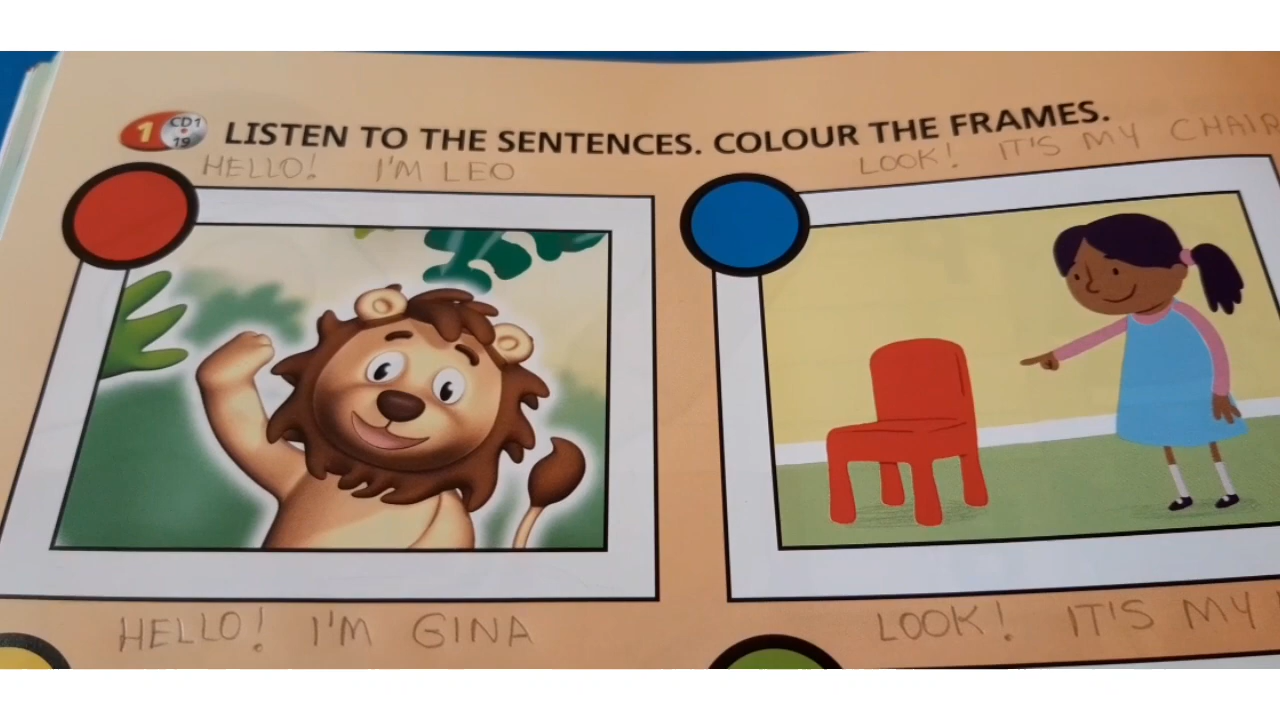 1 CD1 19 LISTEN TO THE SENTENCES. COLOUR THE FRAMES.
HELLO! I'M LEO
LOOK! IT'S MY CHAIR
HELLO! I'M GINA
LOOK! IT'S MY